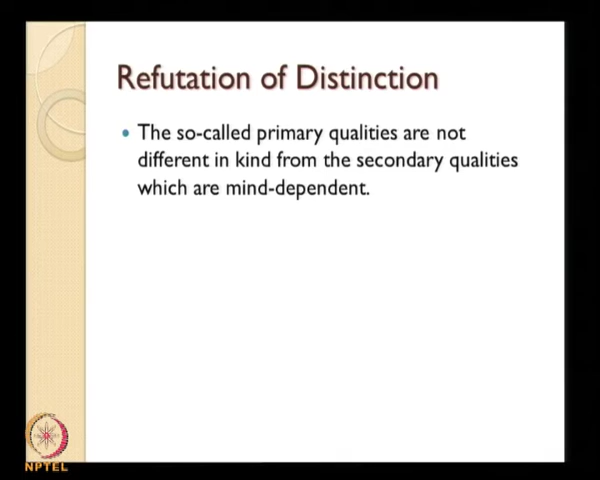 Refutation of Distinction
The so-called primary qualities are not
different in kind from the secondary qualities
which are mind-dependent.
NPTEL